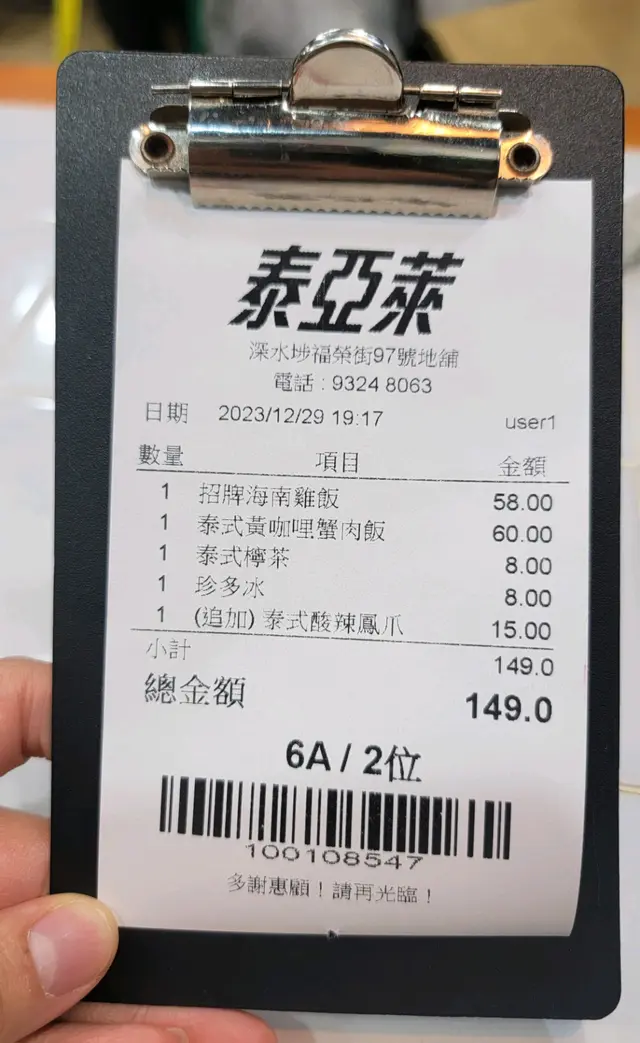 泰亞萊
深水埗福榮街97號地舖
電話 : 9324 8063
日期 2023/12/29 19:17 user1
數量 項目 金額
1 招牌海南雞飯 58.00
1 泰式黃咖哩蟹肉飯 60.00
1 泰式檸茶 8.00
1 珍多冰 8.00
1 (追加) 泰式酸辣鳳爪 15.00
小計 149.0
總金額 149.0
6A / 2位
100108547
多謝惠顧！請再光臨！